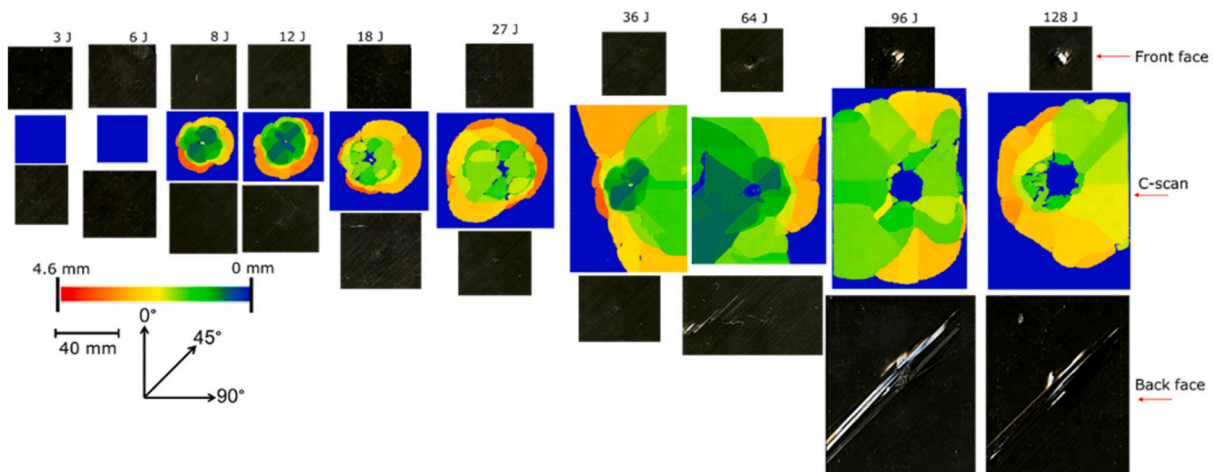 3 J
6 J
8 J
12 J
18 J
27 J
36 J
64 J
96 J
128 J
Front face
C-scan
4.6 mm
0 mm
40 mm
0°
45°
90°
Back face